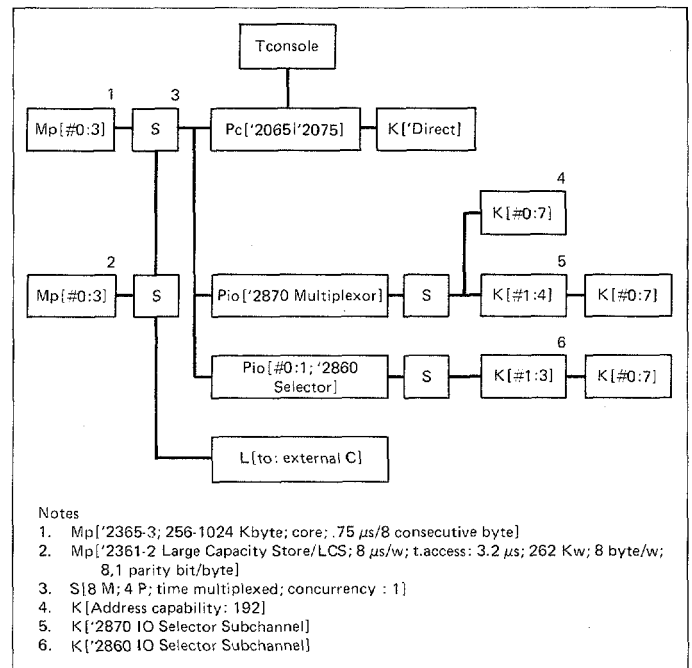 Tconsole
1
3
Mp[#0:3]
S
Pc['2065|'2075]
K['Direct]
4
K[#0:7]
2
5
Mp[#0:3]
S
Pio['2870 Multiplexor]
S
K[#1:4]
K[#0:7]
6
Pio[#0:1; '2860
Selector]
S
K[#1:3]
K[#0:7]
L[to: external C]
Notes
1. Mp['2365-3; 256-1024 Kbyte; core; .75 μs/8 consecutive byte]
2. Mp['2361-2 Large Capacity Store/LCS; 8 μs/w; t.access: 3.2 μs; 262 Kw; 8 byte/w;
8,1 parity bit/byte]
3. S[8 M; 4 P; time multiplexed; concurrency : 1]
4. K[Address capability: 192]
5. K['2870 IO Selector Subchannel]
6. K['2860 IO Selector Subchannel]